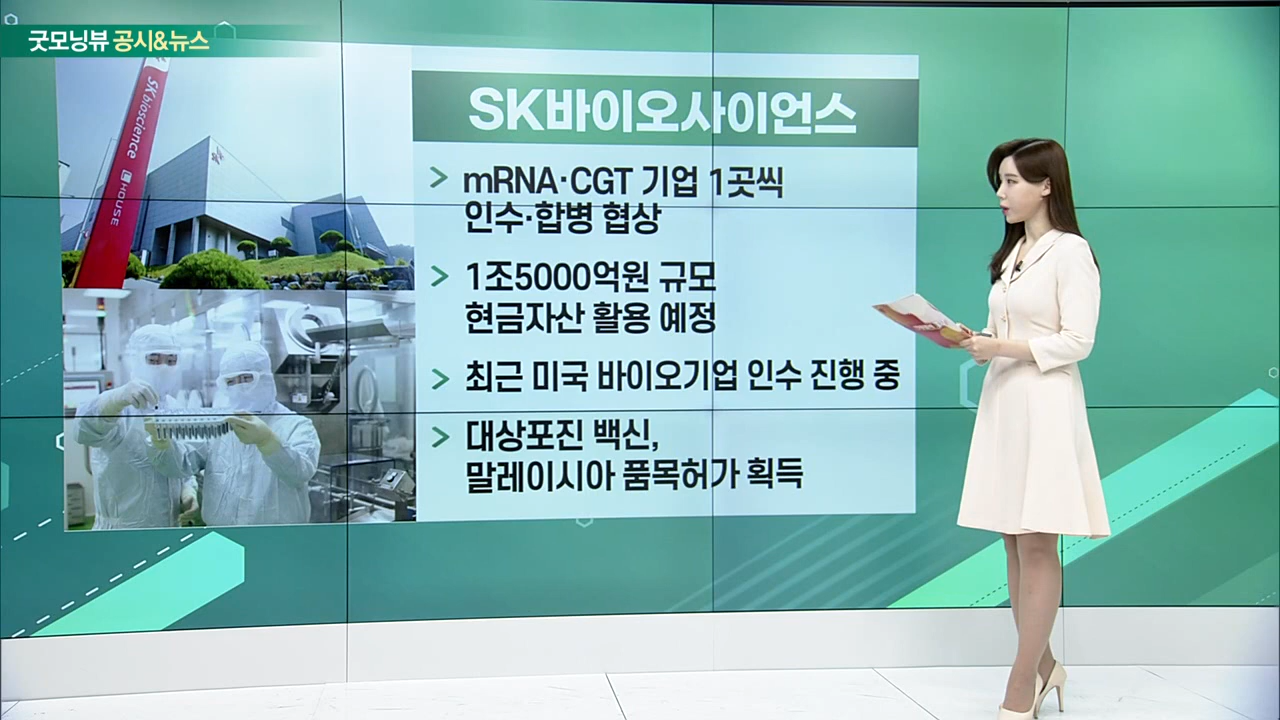 굿모닝뷰 공시&뉴스
SK bioscience
L HOUSE
SK바이오사이언스
mRNA·CGT 기업 1곳씩
인수·합병 협상
1조5000억원 규모
현금자산 활용 예정
최근 미국 바이오기업 인수 진행 중
대상포진 백신,
말레이시아 품목허가 획득